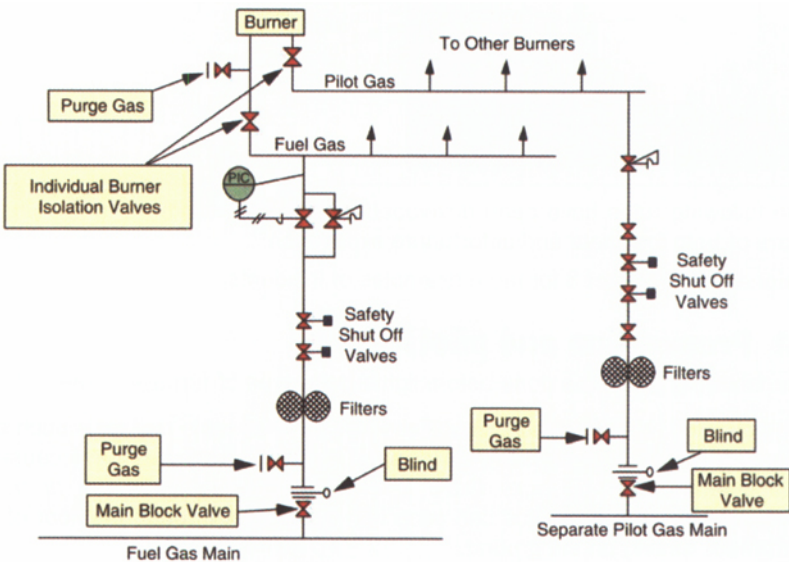 Burner
To Other Burners
Pilot Gas
Purge Gas
Fuel Gas
Individual Burner
Isolation Valves
PIC
Safety
Shut Off
Valves
Safety
Shut Off
Valves
Filters
Filters
Purge
Gas
Blind
Main Block Valve
Fuel Gas Main
Purge
Gas
Blind
Main Block
Valve
Separate Pilot Gas Main